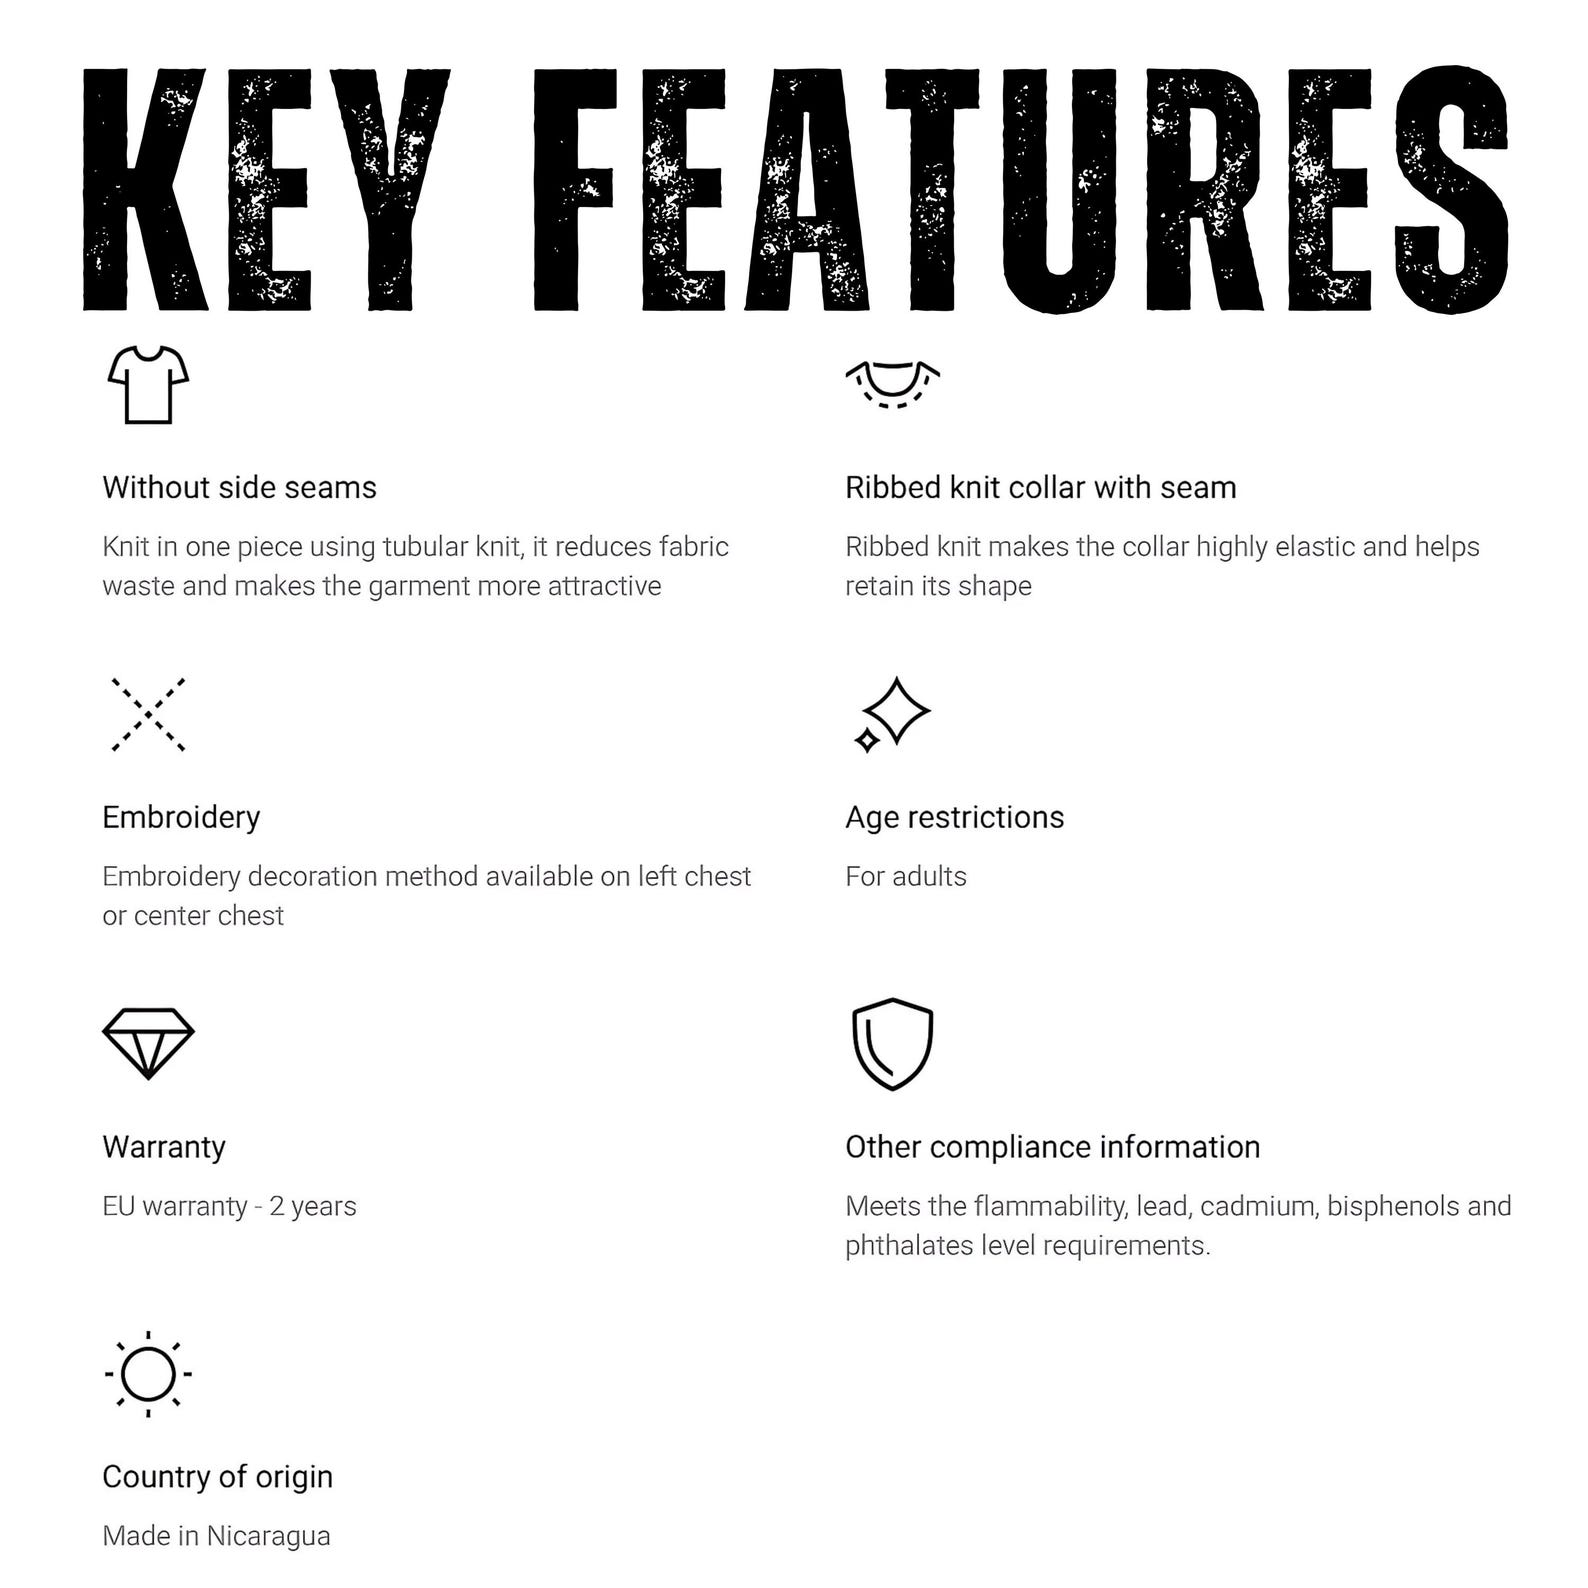 KEY FEATURES
Without side seams
Knit in one piece using tubular knit, it reduces fabric
waste and makes the garment more attractive
Ribbed knit collar with seam
Ribbed knit makes the collar highly elastic and helps
retain its shape
Embroidery
Embroidery decoration method available on left chest
or center chest
Age restrictions
For adults
Warranty
EU warranty - 2 years
Other compliance information
Meets the flammability, lead, cadmium, bisphenols and
phthalates level requirements.
Country of origin
Made in Nicaragua